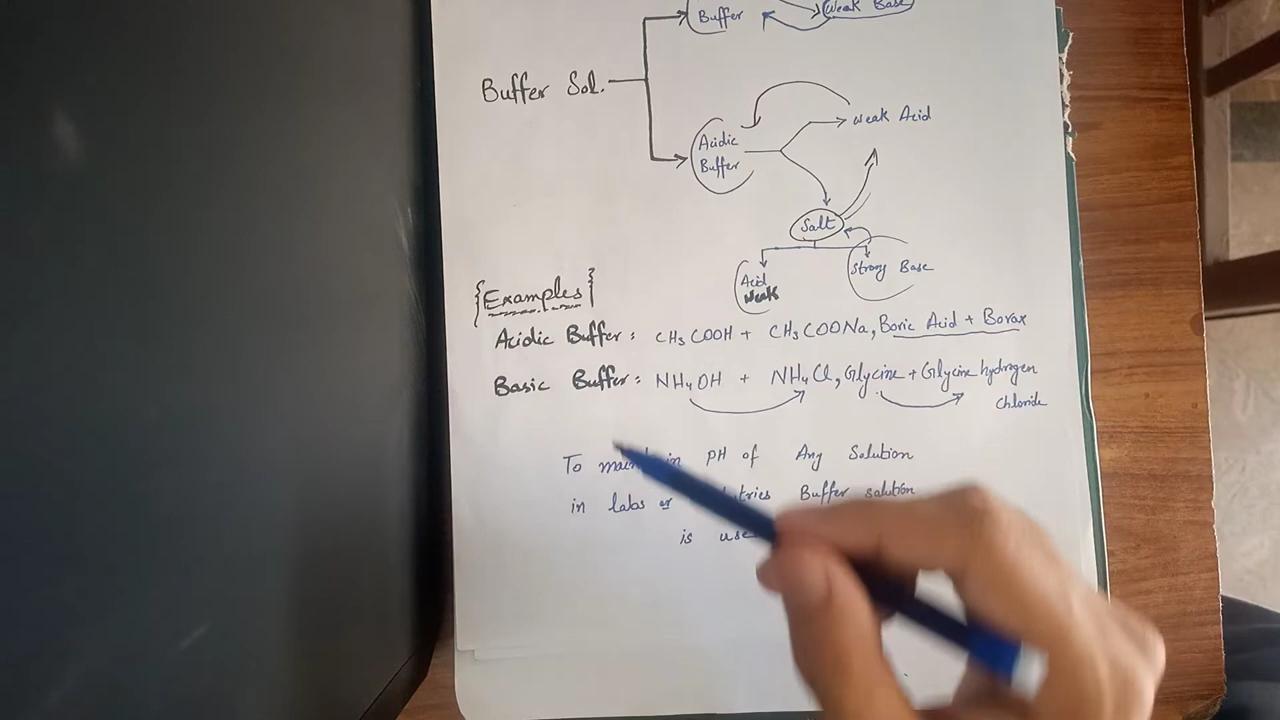 Buffer
Weak Base
Buffer Sol.
Acidic
Buffer
Weak Acid
Salt
Acid
Weak
Strong Base
{Examples}
Acidic Buffer: CH3COOH + CH3COONa, Boric Acid + Borax
Basic Buffer: NH4OH + NH4Cl, Glycine + Glycine hydrogen
Chloride
To PH of Any Solution
in labs or Buffer solution
is